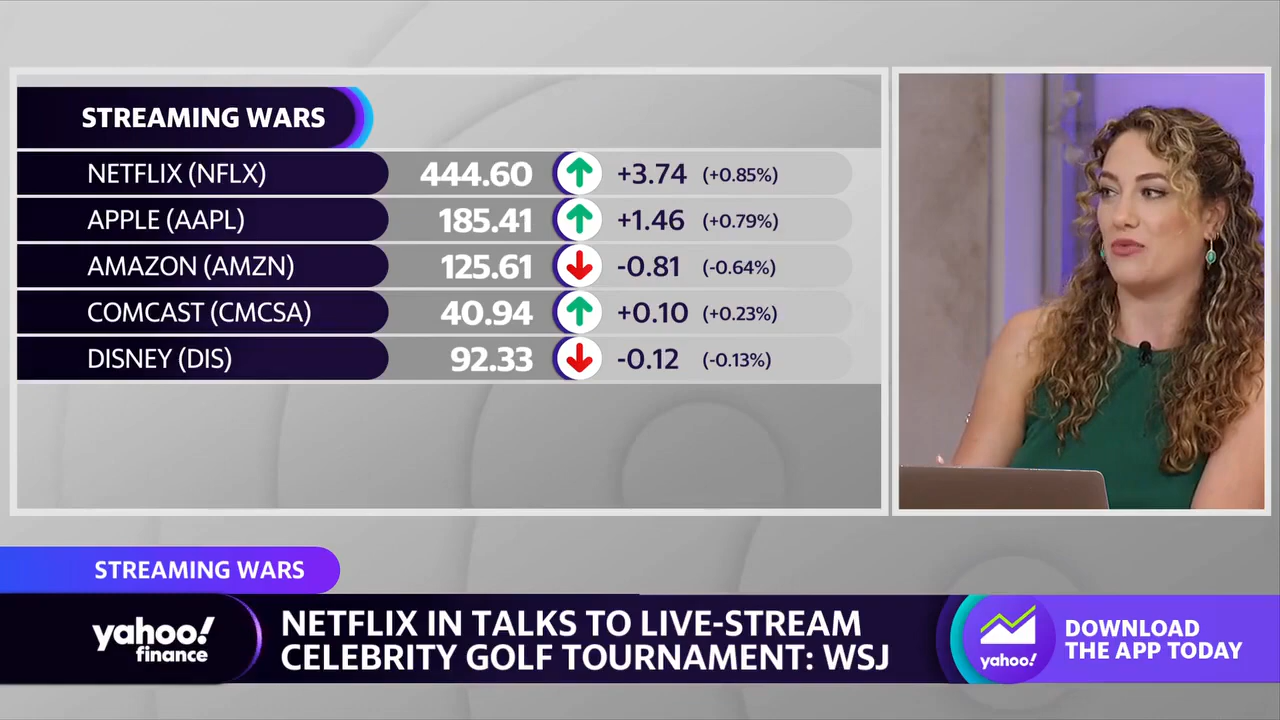 STREAMING WARS
NETFLIX (NFLX) 444.60 +3.74 (+0.85%)
APPLE (AAPL) 185.41 +1.46 (+0.79%)
AMAZON (AMZN) 125.61 -0.81 (-0.64%)
COMCAST (CMCSA) 40.94 +0.10 (+0.23%)
DISNEY (DIS) 92.33 -0.12 (-0.13%)
STREAMING WARS
yahoo!
finance
NETFLIX IN TALKS TO LIVE-STREAM
CELEBRITY GOLF TOURNAMENT: WSJ
yahoo!
DOWNLOAD
THE APP TODAY